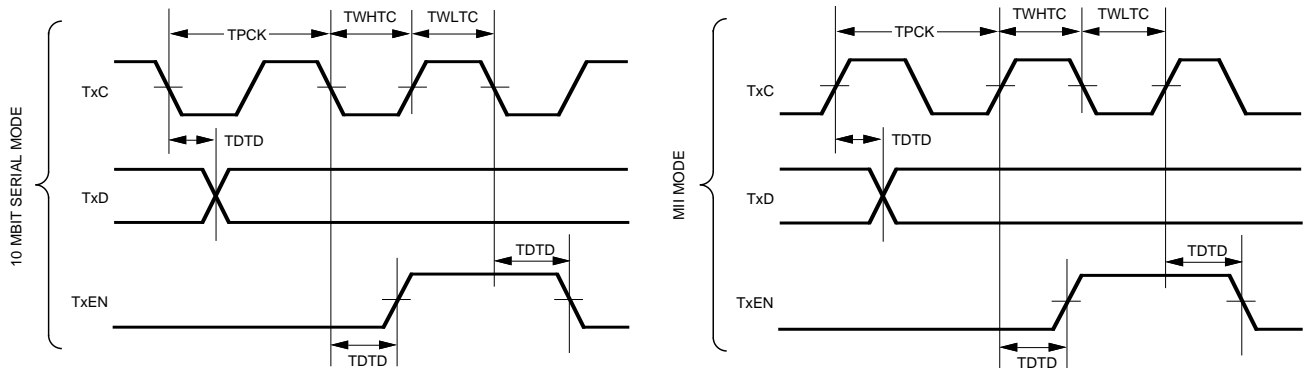 10 MBIT SERIAL MODE
TPCK
TWHTC
TWLTC
TxC
TDTD
TxD
TDTD
TxEN
TDTD
MII MODE
TPCK
TWHTC
TWLTC
TxC
TDTD
TxD
TDTD
TxEN
TDTD